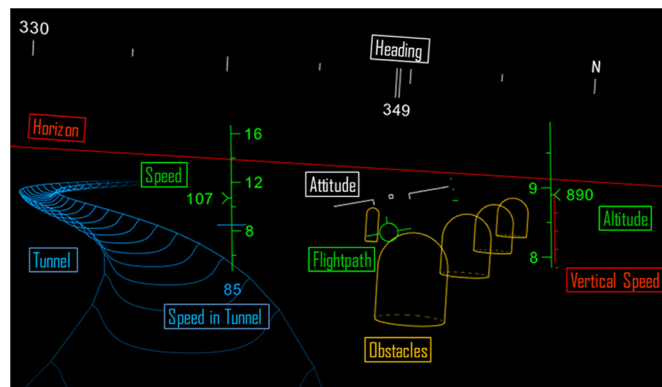 330
Heading
N
349
Horizon
16
Speed
12
107
8
Attitude
9
890
Altitude
Flightpath
Tunnel
8
85
Vertical Speed
Speed in Tunnel
Obstacles